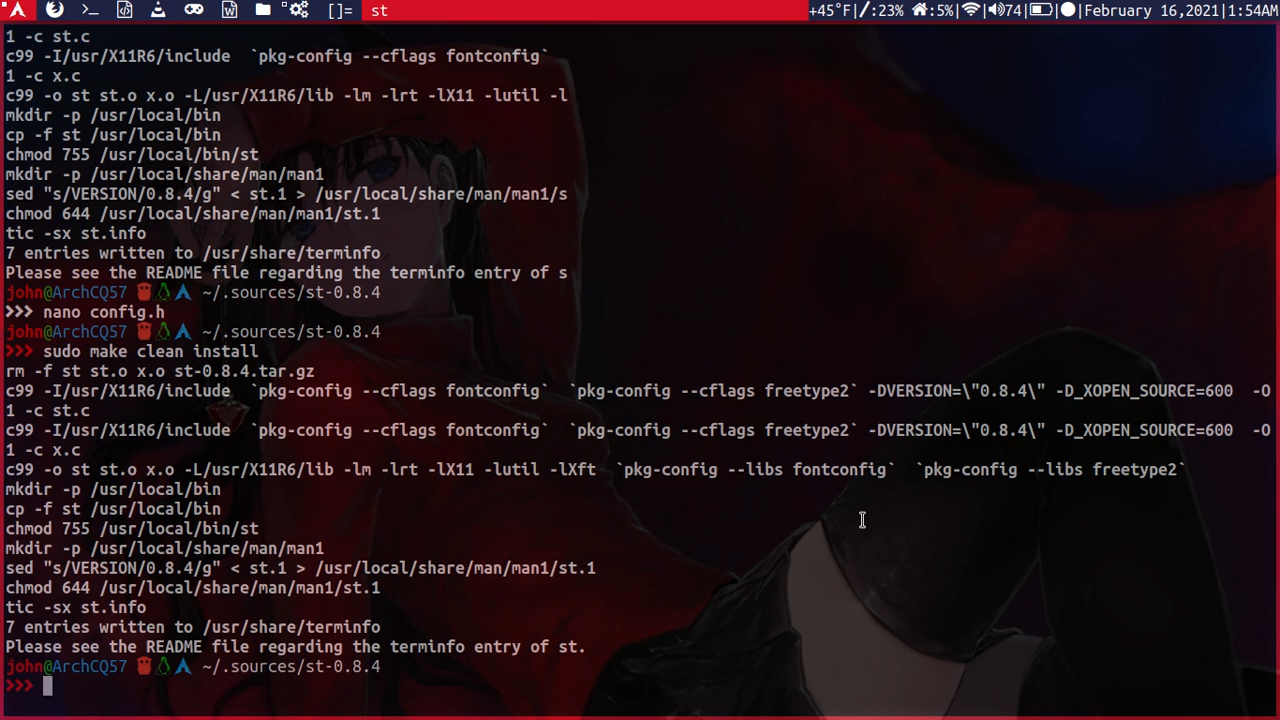 []= st +45°F|/:23% :5%| | 74| | |February 16,2021|1:54AM
1 -c st.c
c99 -I/usr/X11R6/include  `pkg-config --cflags fontconfig`
1 -c x.c
c99 -o st st.o x.o -L/usr/X11R6/lib -lm -lrt -lX11 -lutil -l
mkdir -p /usr/local/bin
cp -f st /usr/local/bin
chmod 755 /usr/local/bin/st
mkdir -p /usr/local/share/man/man1
sed "s/VERSION/0.8.4/g" < st.1 > /usr/local/share/man/man1/s
chmod 644 /usr/local/share/man/man1/st.1
tic -sx st.info
7 entries written to /usr/share/terminfo
Please see the README file regarding the terminfo entry of s
john@ArchCQ57 ~/.sources/st-0.8.4
>>> nano config.h
john@ArchCQ57 ~/.sources/st-0.8.4
>>> sudo make clean install
rm -f st st.o x.o st-0.8.4.tar.gz
c99 -I/usr/X11R6/include  `pkg-config --cflags fontconfig`  `pkg-config --cflags freetype2` -DVERSION=\"0.8.4\" -D_XOPEN_SOURCE=600  -O
1 -c st.c
c99 -I/usr/X11R6/include  `pkg-config --cflags fontconfig`  `pkg-config --cflags freetype2` -DVERSION=\"0.8.4\" -D_XOPEN_SOURCE=600  -O
1 -c x.c
c99 -o st st.o x.o -L/usr/X11R6/lib -lm -lrt -lX11 -lutil -lXft  `pkg-config --libs fontconfig`  `pkg-config --libs freetype2`
mkdir -p /usr/local/bin
cp -f st /usr/local/bin
chmod 755 /usr/local/bin/st
mkdir -p /usr/local/share/man/man1
sed "s/VERSION/0.8.4/g" < st.1 > /usr/local/share/man/man1/st.1
chmod 644 /usr/local/share/man/man1/st.1
tic -sx st.info
7 entries written to /usr/share/terminfo
Please see the README file regarding the terminfo entry of st.
john@ArchCQ57 ~/.sources/st-0.8.4
>>>